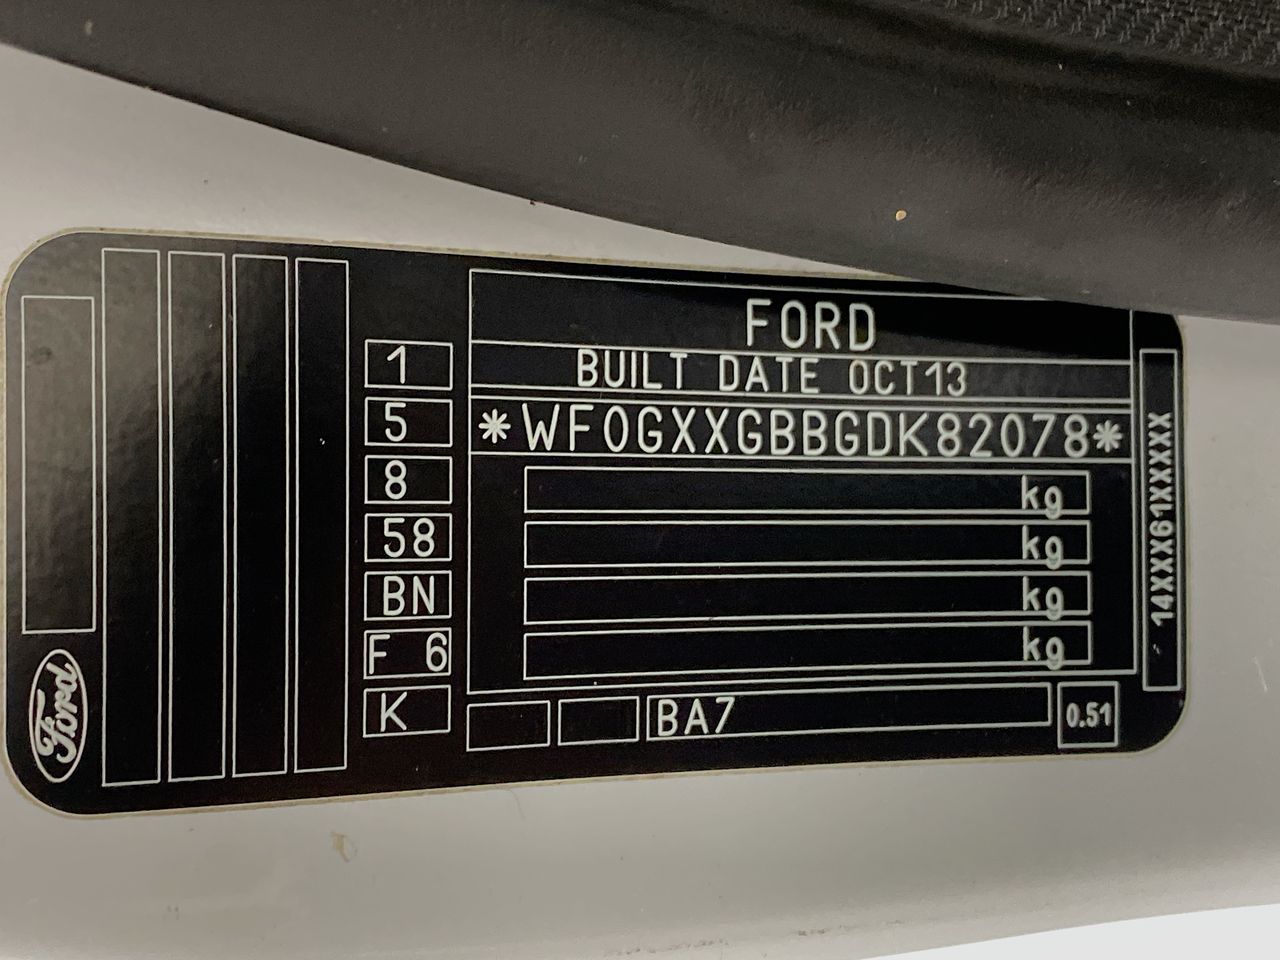 FORD
BUILT DATE OCT13
*WF0GXXGBBGDK82078*
kg
kg
kg
kg
1
5
8
58
BN
F 6
K
BA7
0.51
14XXX61XXXXX
Ford